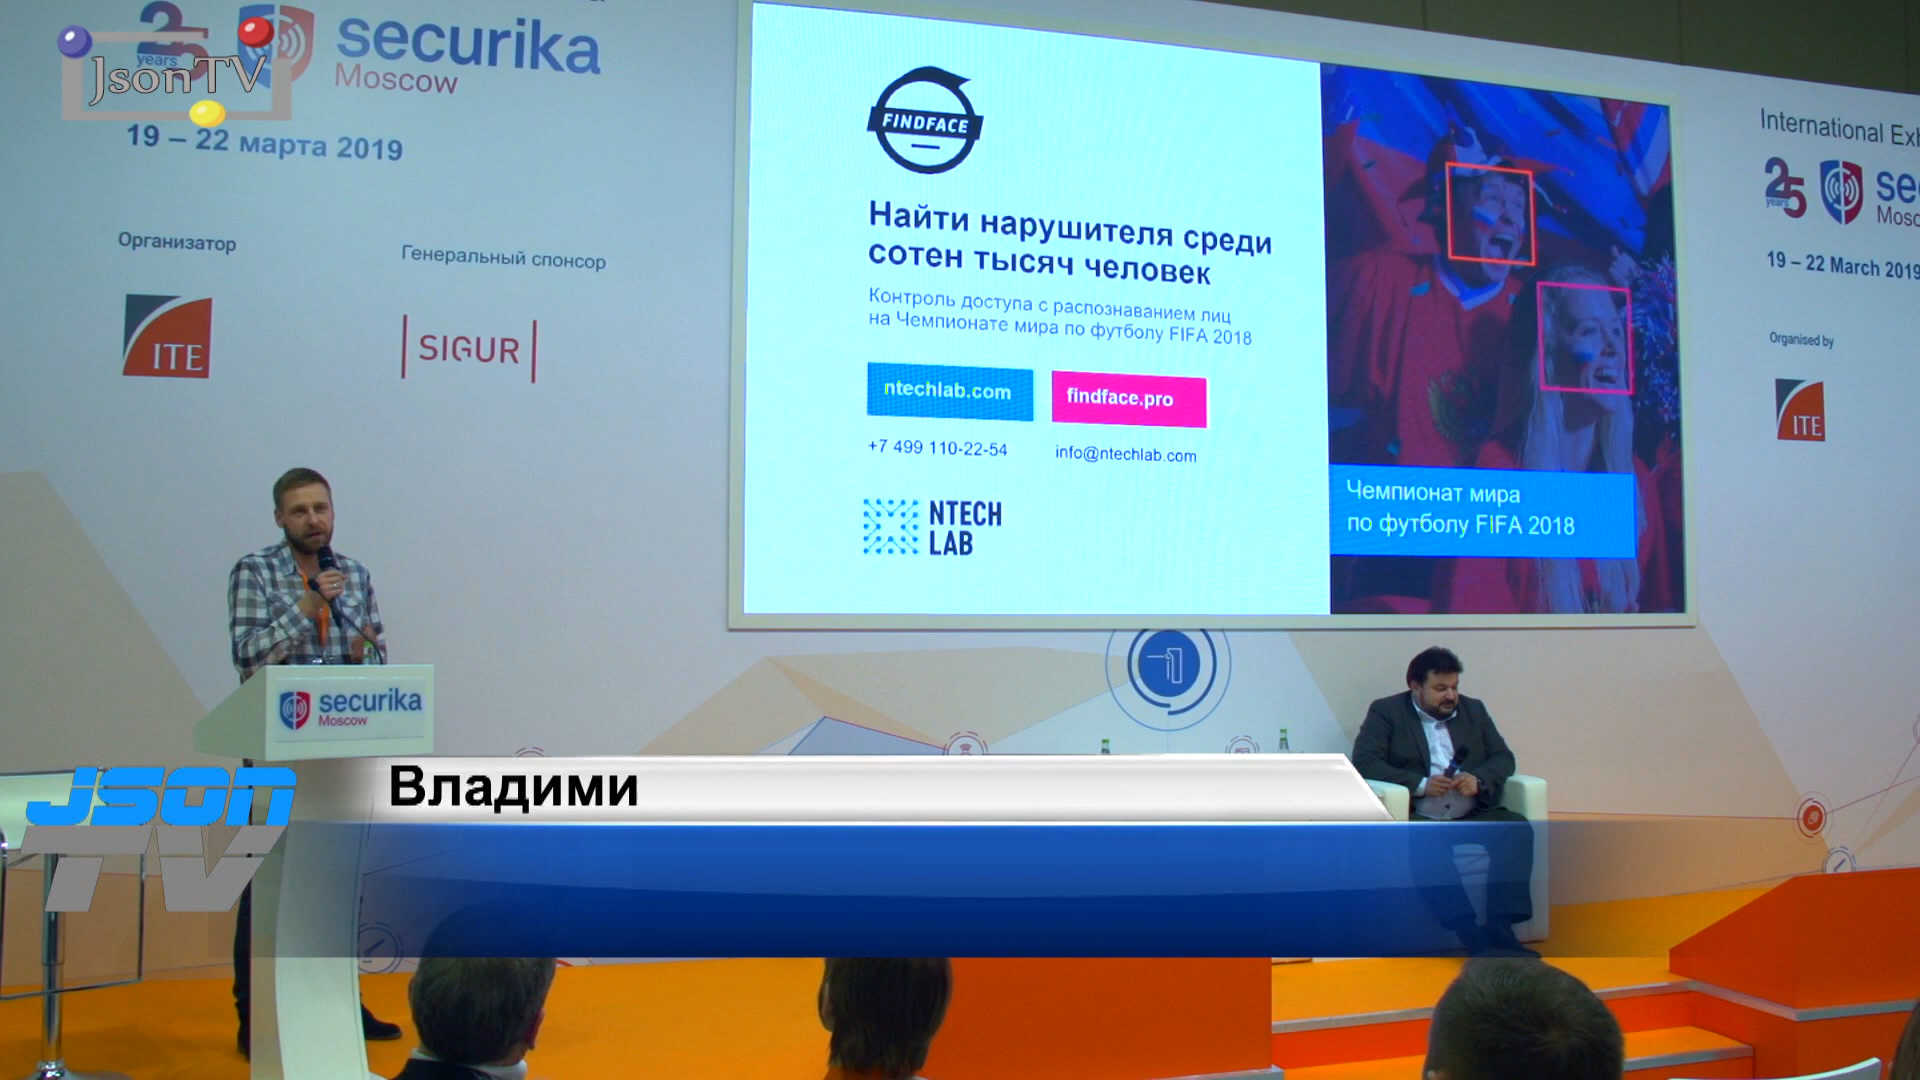 25 years
securika
Moscow
JsonTV
19 – 22 марта 2019
Организатор
Генеральный спонсор
ITE
SIGUR
FINDFACE
Найти нарушителя среди
сотен тысяч человек
Контроль доступа с распознаванием лиц
на Чемпионате мира по футболу FIFA 2018
ntechlab.com
findface.pro
+7 499 110-22-54
info@ntechlab.com
NTECH
LAB
Чемпионат мира
по футболу FIFA 2018
International Exh
25 years
se
Mosc
19 – 22 March 2019
Organised by
ITE
securika
Moscow
JSON
TV
Владими